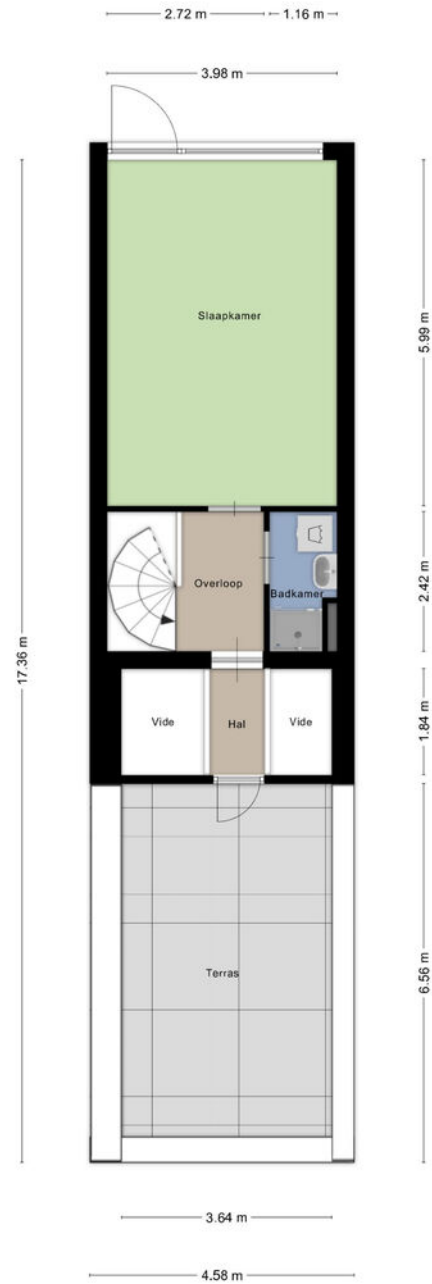 2.72 m 1.16 m
3.98 m
Slaapkamer
5.99 m
Overloop
Badkamer
2.42 m
17.36 m
Vide Hal Vide
1.84 m
Terras
6.56 m
3.64 m
4.58 m